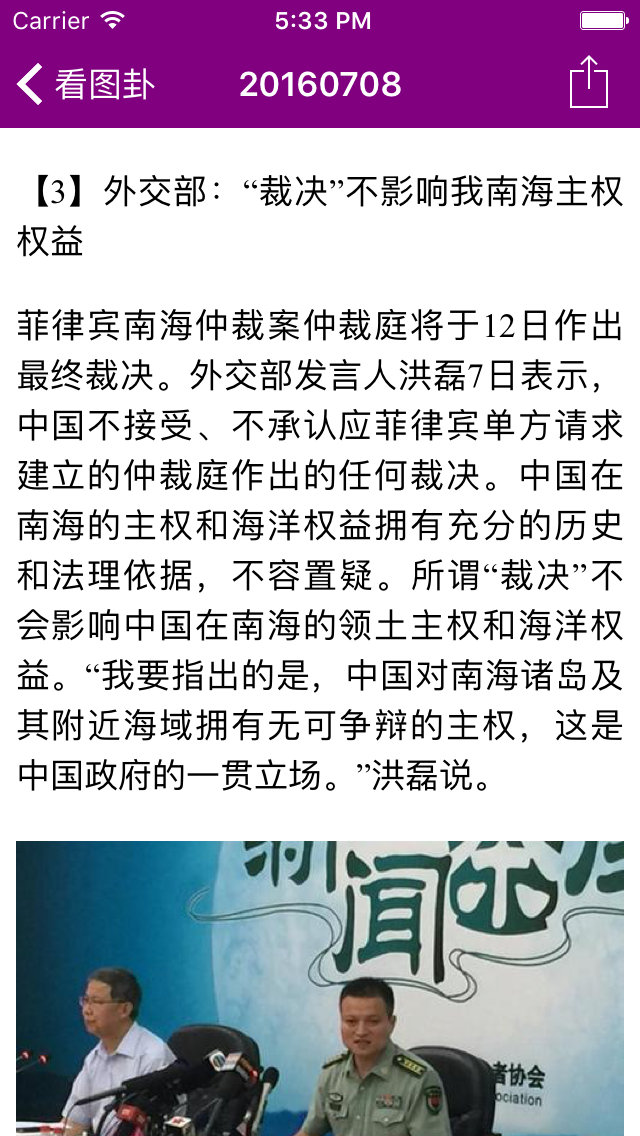 Carrier 5:33 PM
看图卦 20160708
【3】外交部：“裁决”不影响我南海主权
权益
菲律宾南海仲裁案仲裁庭将于12日作出
最终裁决。外交部发言人洪磊7日表示，
中国不接受、不承认应菲律宾单方请求
建立的仲裁庭作出的任何裁决。中国在
南海的主权和海洋权益拥有充分的历史
和法理依据，不容置疑。所谓“裁决”不
会影响中国在南海的领土主权和海洋权
益。“我要指出的是，中国对南海诸岛及
其附近海域拥有无可争辩的主权，这是
中国政府的一贯立场。”洪磊说。
新闻茶座
者协会
ociation